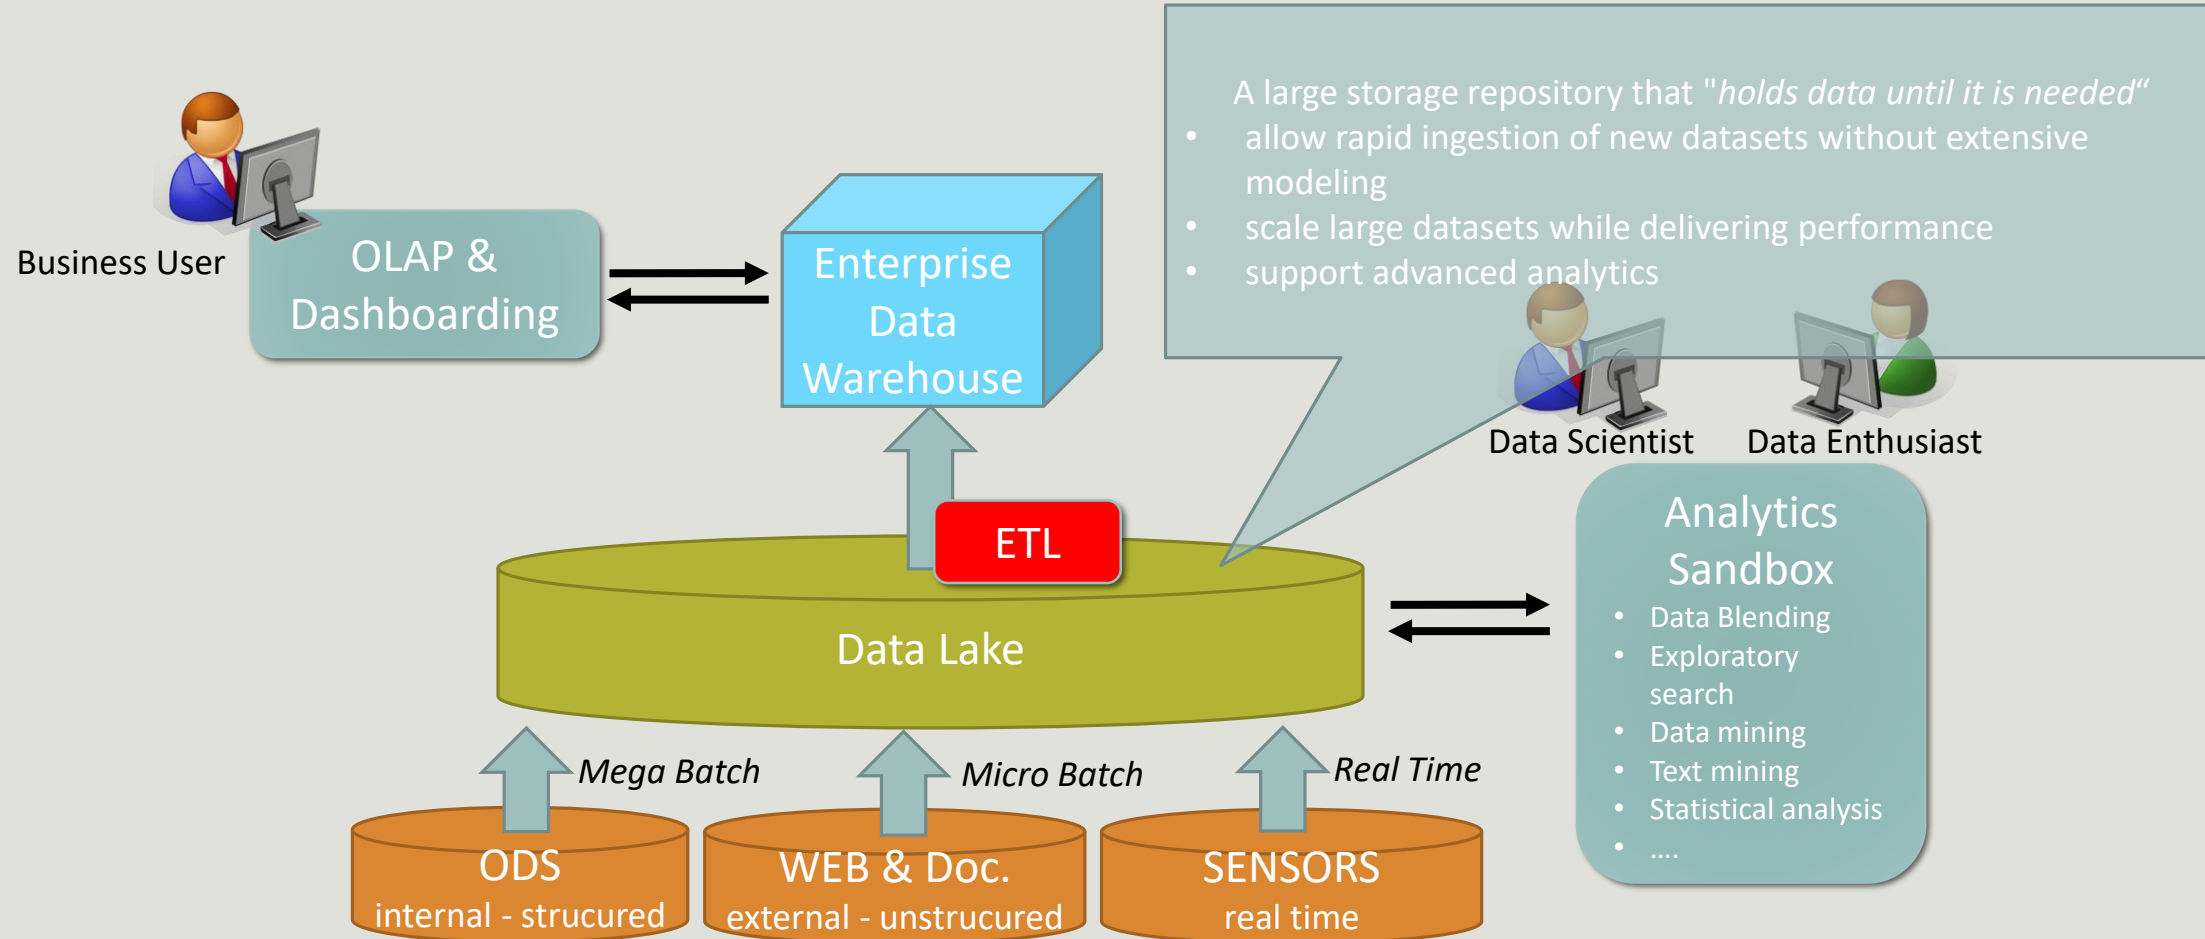 A large storage repository that "holds data until it is needed“
• allow rapid ingestion of new datasets without extensive
modeling
• scale large datasets while delivering performance
• support advanced analytics
Business User
OLAP &
Dashboarding
Enterprise
Data
Warehouse
Data Scientist
Data Enthusiast
ETL
Data Lake
Analytics
Sandbox
• Data Blending
• Exploratory
search
• Data mining
• Text mining
• Statistical analysis
• ....
Mega Batch
Micro Batch
Real Time
ODS
internal - strucured
WEB & Doc.
external - unstrucured
SENSORS
real time